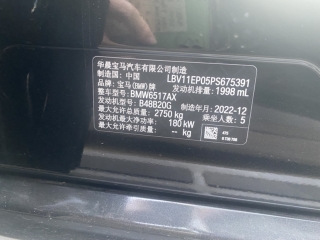 华晨宝马汽车有限公司制造
制造国:中国 LBV11EP05PS675391
品牌:宝马(BMW)牌 发动机排量:1998 mL
整车型号:BMW6517AX
发动机型号:B48B20G 制造年月:2022-12
最大允许总质量:2750 kg 乘坐人数:5
发动机最大净功率:180 kW
最大允许牵引质量: kg